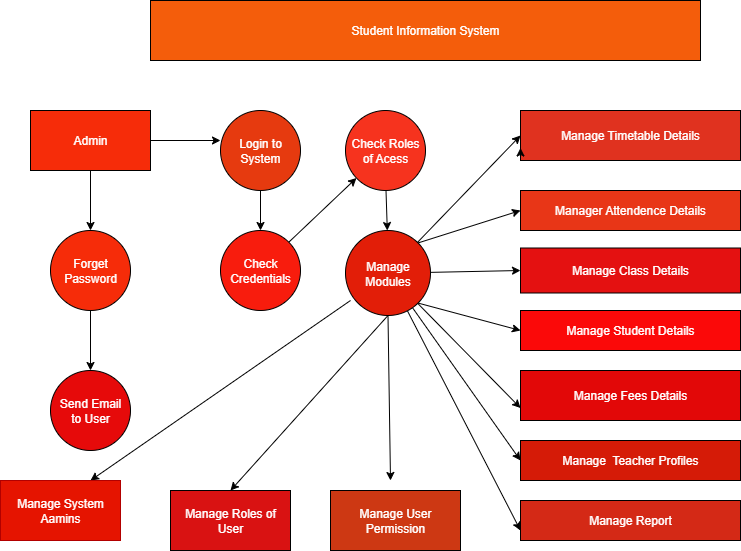 Student Information System
Admin
Login to
System
Check Roles
of Acess
Manage Timetable Details
Manager Attendence Details
Forget
Password
Check
Credentials
Manage
Modules
Manage Class Details
Manage Student Details
Send Email
to User
Manage Fees Details
Manage  Teacher Profiles
Manage System
Aamins
Manage Roles of
User
Manage User
Permission
Manage Report